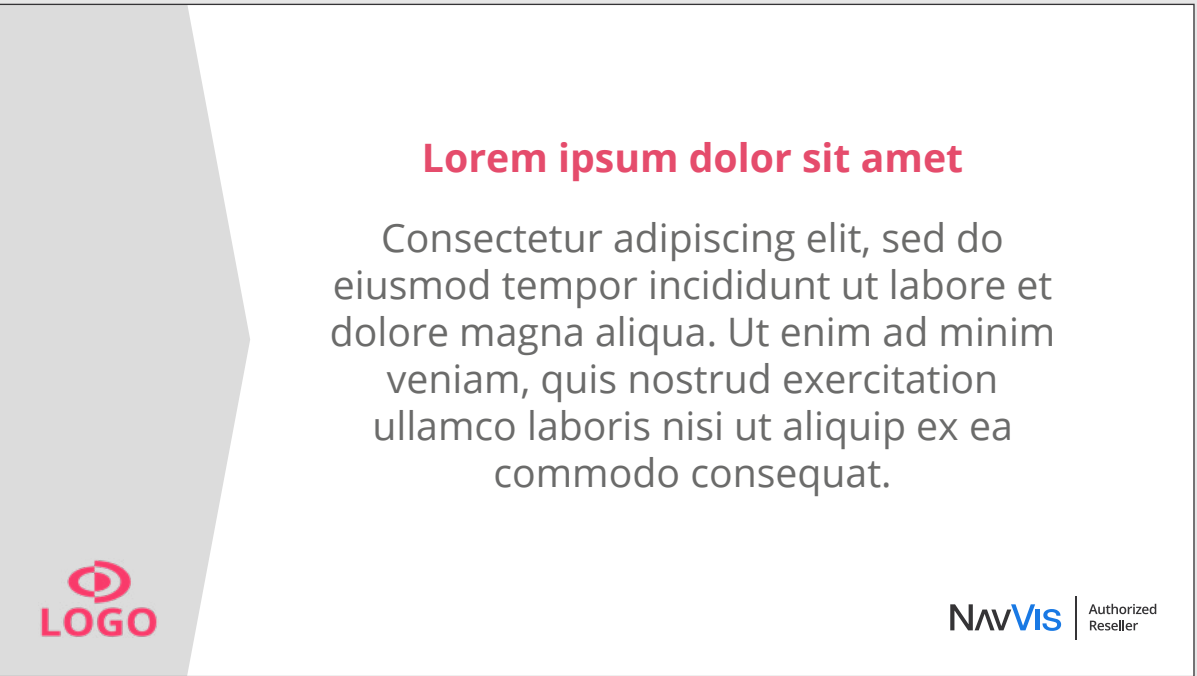 Lorem ipsum dolor sit amet
Consectetur adipiscing elit, sed do
eiusmod tempor incididunt ut labore et
dolore magna aliqua. Ut enim ad minim
veniam, quis nostrud exercitation
ullamco laboris nisi ut aliquip ex ea
commodo consequat.
LOGO
NAVVIS
Authorized
Reseller